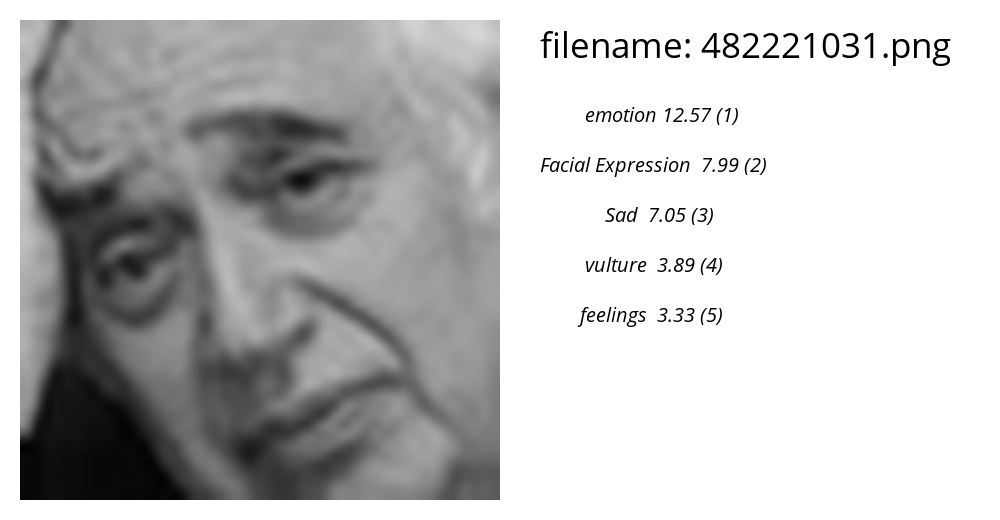 filename: 482221031.png
emotion 12.57 (1)
Facial Expression 7.99 (2)
Sad 7.05 (3)
vulture 3.89 (4)
feelings 3.33 (5)